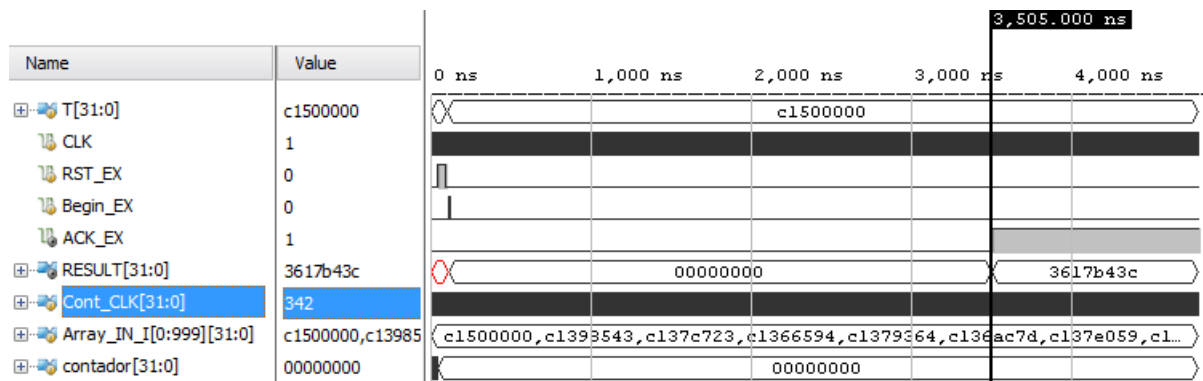 3,505.000 ns
Name Value 0 ns 1,000 ns 2,000 ns 3,000 ns 4,000 ns
T[31:0] c1500000 c1500000
CLK 1
RST_EX 0
Begin_EX 0
ACK_EX 1
RESULT[31:0] 3617b43c 00000000 3617b43c
Cont_CLK[31:0] 342
Array_IN_I[0:999][31:0] c1500000,c13985 c1500000,c1398543,c137c723,c1366594,c1379364,c136ac7d,c137e059,c1...
contador[31:0] 00000000 00000000